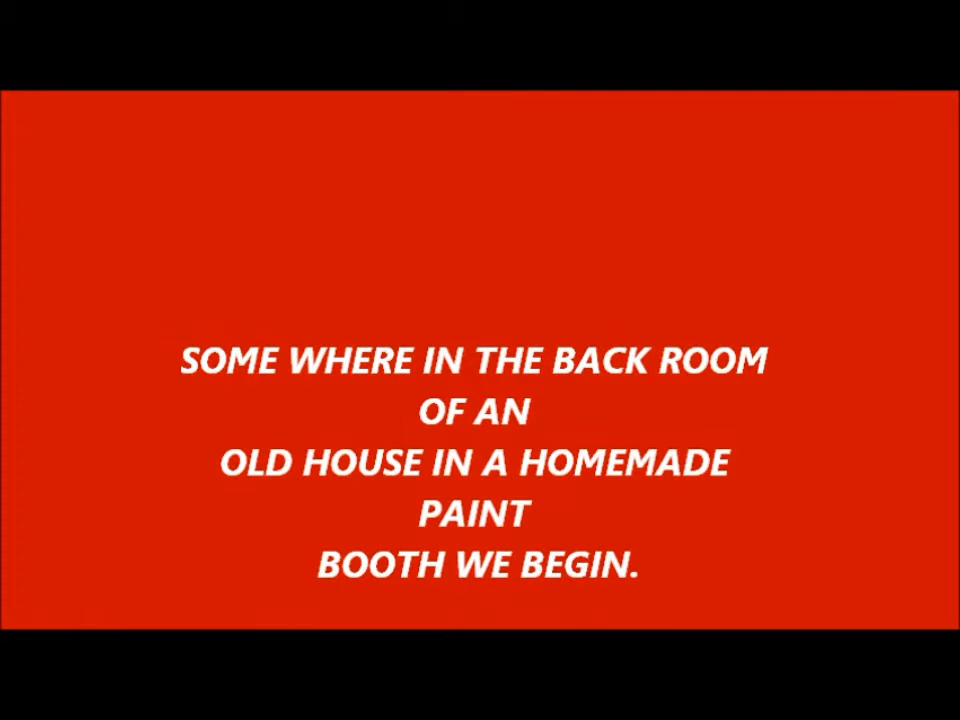 SOME WHERE IN THE BACK ROOM
OF AN
OLD HOUSE IN A HOMEMADE
PAINT
BOOTH WE BEGIN.